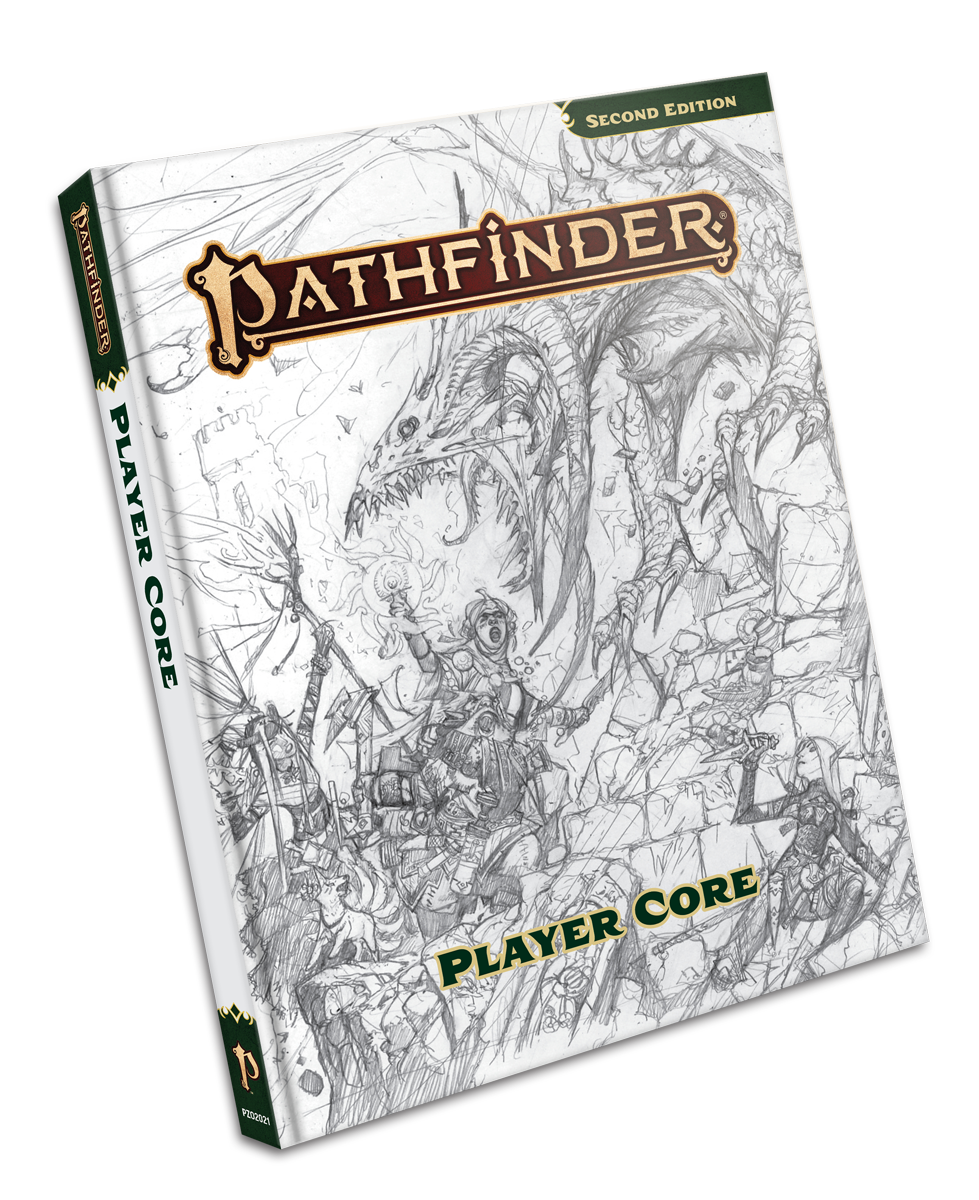 SECOND EDITION
PATHFINDER®
PLAYER CORE
PATHFINDER
PLAYER CORE
P
PZO2021